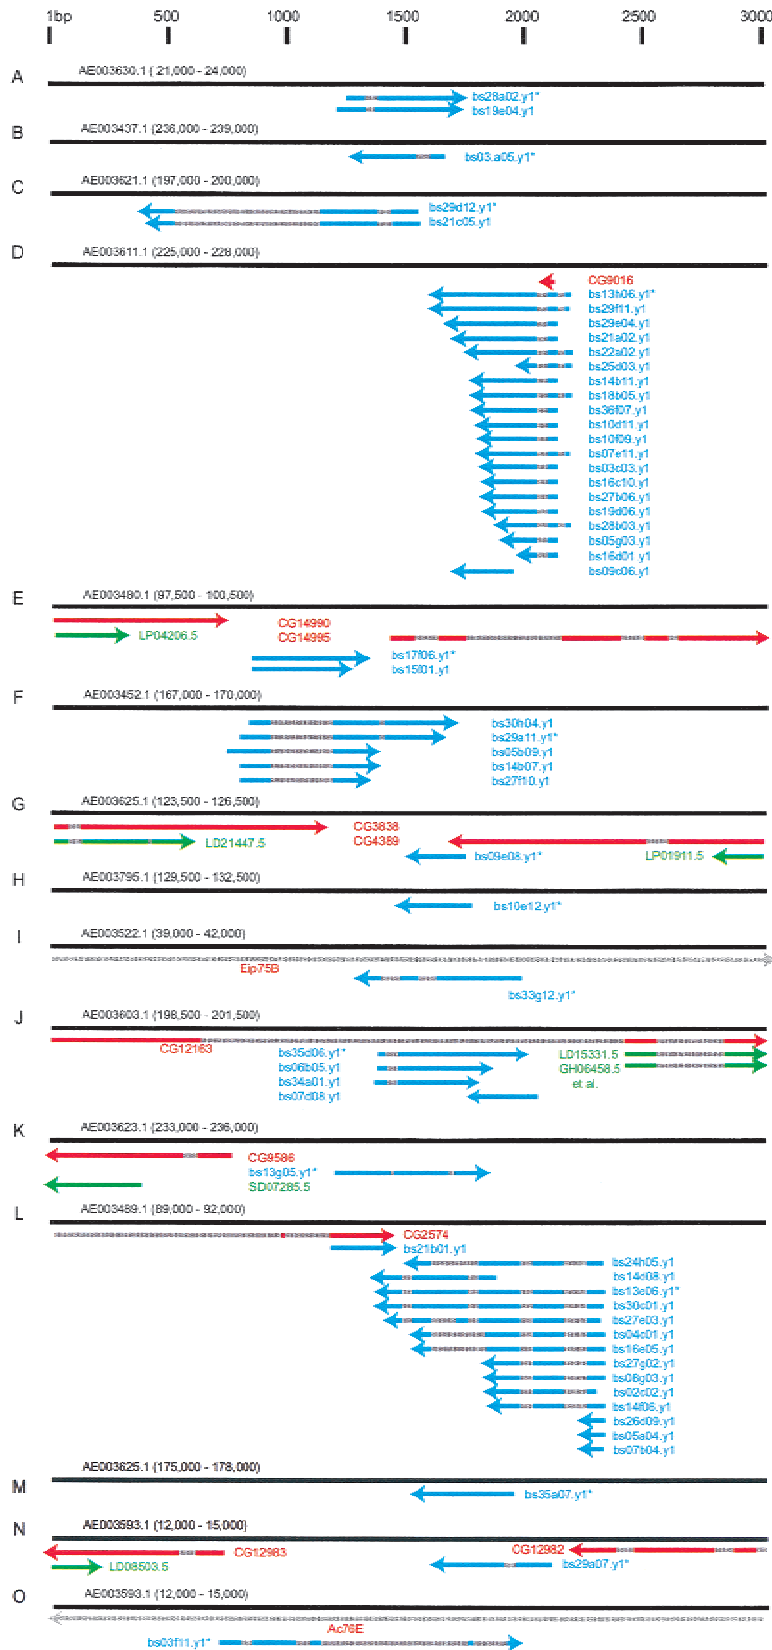 1bp 500 1000 1500 2000 2500 3000
A AE003630.1 (21,000 - 24,000)
bs28a02.y1*
bs19e04.y1
B AE003437.1 (236,000 - 239,000)
bs03.a05.y1*
C AE003621.1 (197,000 - 200,000)
bs29d12.y1*
bs21c05.y1
D AE003611.1 (225,000 - 228,000)
CG9016
bs13h06.y1*
bs29f11.y1
bs29e04.y1
bs21a02.y1
bs22a02.y1
bs25d03.y1
bs14b11.y1
bs18b05.y1
bs36f07.y1
bs10d11.y1
bs10f09.y1
bs07e11.y1
bs03c03.y1
bs16c10.y1
bs27b06.y1
bs19d06.y1
bs28b03.y1
bs05g03.y1
bs16d01.y1
bs09c06.y1
E AE003480.1 (97,500 - 100,500)
CG14990
LP04206.5 CG14995
bs17f06.y1*
bs15f01.y1
F AE003452.1 (167,000 - 170,000)
bs30h04.y1
bs29a11.y1*
bs05b09.y1
bs14b07.y1
bs27f10.y1
G AE003625.1 (123,500 - 126,500)
CG3838
LD21447.5 CG4389
bs09e08.y1* LP01911.5
H AE003795.1 (129,500 - 132,500)
bs10e12.y1*
I AE003522.1 (39,000 - 42,000)
Eip75B
bs33g12.y1*
J AE003603.1 (198,500 - 201,500)
CG12163
bs35d06.y1* LD15331.5
bs06b05.y1 GH06458.5
bs34a01.y1 et al.
bs07d08.y1
K AE003623.1 (233,000 - 236,000)
CG9586
bs13g05.y1*
SD07285.5
L AE003489.1 (89,000 - 92,000)
CG2574
bs21b01.y1
bs24h05.y1
bs14d08.y1
bs13e06.y1*
bs30c01.y1
bs27e03.y1
bs04c01.y1
bs16e05.y1
bs27g02.y1
bs08g03.y1
bs02c02.y1
bs14f06.y1
bs26d09.y1
bs05a04.y1
bs07b04.y1
M AE003625.1 (175,000 - 178,000)
bs35a07.y1*
N AE003593.1 (12,000 - 15,000)
CG12983 CG12982
LD08503.5 bs29a07.y1*
O AE003593.1 (12,000 - 15,000)
Ac76E
bs03f11.y1*